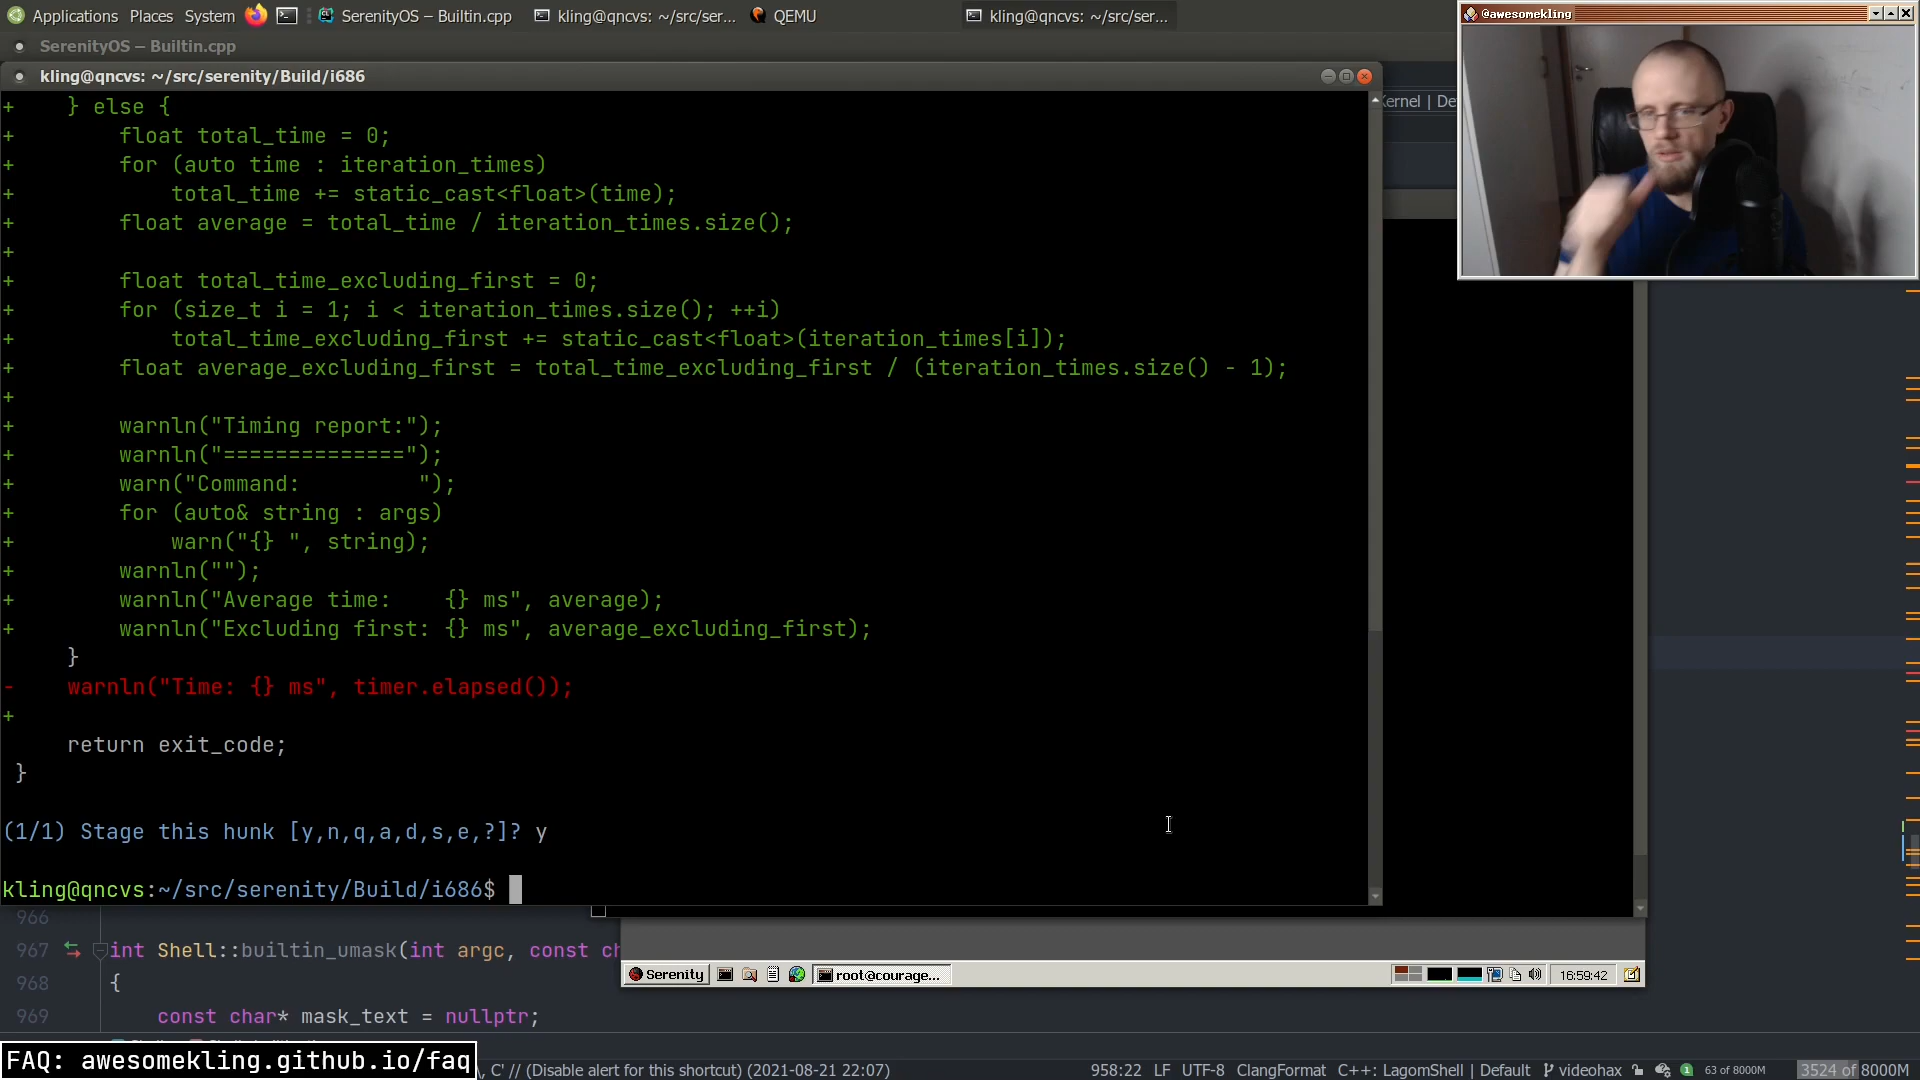 Applications Places System SerenityOS – Builtin.cpp kling@qncvs: ~/src/ser... QEMU kling@qncvs: ~/src/ser...
@awesomekling
SerenityOS – Builtin.cpp
kling@qncvs: ~/src/serenity/Build/i686
Kernel | De
+    } else {
+        float total_time = 0;
+        for (auto time : iteration_times)
+            total_time += static_cast<float>(time);
+        float average = total_time / iteration_times.size();
+
+        float total_time_excluding_first = 0;
+        for (size_t i = 1; i < iteration_times.size(); ++i)
+            total_time_excluding_first += static_cast<float>(iteration_times[i]);
+        float average_excluding_first = total_time_excluding_first / (iteration_times.size() - 1);
+
+        warnln("Timing report:");
+        warnln("==============");
+        warn("Command:         ");
+        for (auto& string : args)
+            warn("{} ", string);
+        warnln("");
+        warnln("Average time:    {} ms", average);
+        warnln("Excluding first: {} ms", average_excluding_first);
     }
-    warnln("Time: {} ms", timer.elapsed());
+
     return exit_code;
 }
(1/1) Stage this hunk [y,n,q,a,d,s,e,?]? y
kling@qncvs:~/src/serenity/Build/i686$
966
967 int Shell::builtin_umask(int argc, const ch
968 {
969     const char* mask_text = nullptr;
Serenity root@courage... 16:59:42
FAQ: awesomekling.github.io/faq
, C' // (Disable alert for this shortcut) (2021-08-21 22:07) 958:22 LF UTF-8 ClangFormat C++: LagomShell | Default videohax 1 63 of 8000M 3524 of 8000M